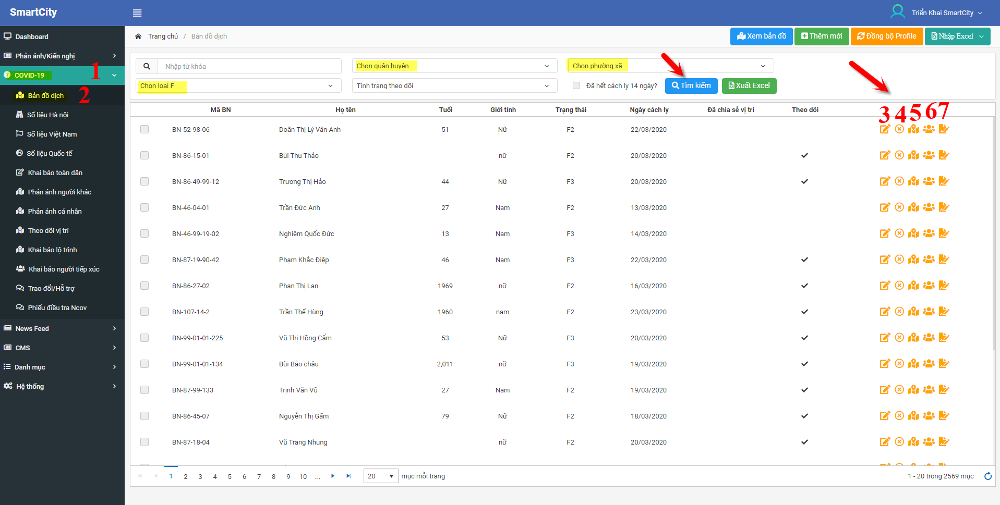 SmartCity
Triển Khai SmartCity
Dashboard
Phản ánh/Kiến nghị
COVID-19
1
Bản đồ dịch
2
Số liệu Hà nội
Số liệu Việt Nam
Số liệu Quốc tế
Khai báo toàn dân
Phản ánh người khác
Phản ánh cá nhân
Theo dõi vị trí
Khai báo lộ trình
Khai báo người tiếp xúc
Trao đổi/Hỗ trợ
Phiếu điều tra Ncov
News Feed
CMS
Danh mục
Hệ thống
Trang chủ / Bản đồ dịch
Xem bản đồ Thêm mới Đồng bộ Profile Nhập Excel
Nhập từ khóa Chọn quận huyện Chọn phường xã
Chọn loại F Tình trạng theo dõi Đã hết cách ly 14 ngày? Tìm kiếm Xuất Excel
Mã BN Họ tên Tuổi Giới tính Trạng thái Ngày cách ly Đã chia sẻ vị trí Theo dõi
3 4 5 6 7
BN-52-98-06 Doãn Thị Lý Vân Anh 51 Nữ F2 22/03/2020
BN-86-15-01 Bùi Thu Thảo nữ F2 20/03/2020
BN-86-49-99-12 Trương Thị Hảo 44 Nữ F3 20/03/2020
BN-46-04-01 Trần Đức Anh 27 Nam F2 13/03/2020
BN-46-99-19-02 Nghiêm Quốc Đức 13 Nam F3 14/03/2020
BN-87-19-90-42 Phạm Khắc Điệp 46 Nam F3 22/03/2020
BN-86-27-02 Phan Thị Lan 1969 nữ F2 16/03/2020
BN-107-14-2 Trần Thế Hùng 1960 nam F2 23/03/2020
BN-99-01-01-225 Vũ Thị Hồng Cẩm 53 Nữ F3 20/03/2020
BN-99-01-01-134 Bùi Bảo châu 2,011 nữ F3 19/03/2020
BN-87-99-133 Trịnh Văn Vũ 27 Nam F2 19/03/2020
BN-86-45-07 Nguyễn Thị Gấm 79 Nữ F2 18/03/2020
BN-87-18-04 Vũ Trang Nhung nữ F2 20/03/2020
1 2 3 4 5 6 7 8 9 10 ... 20 mục mỗi trang 1 - 20 trong 2569 mục